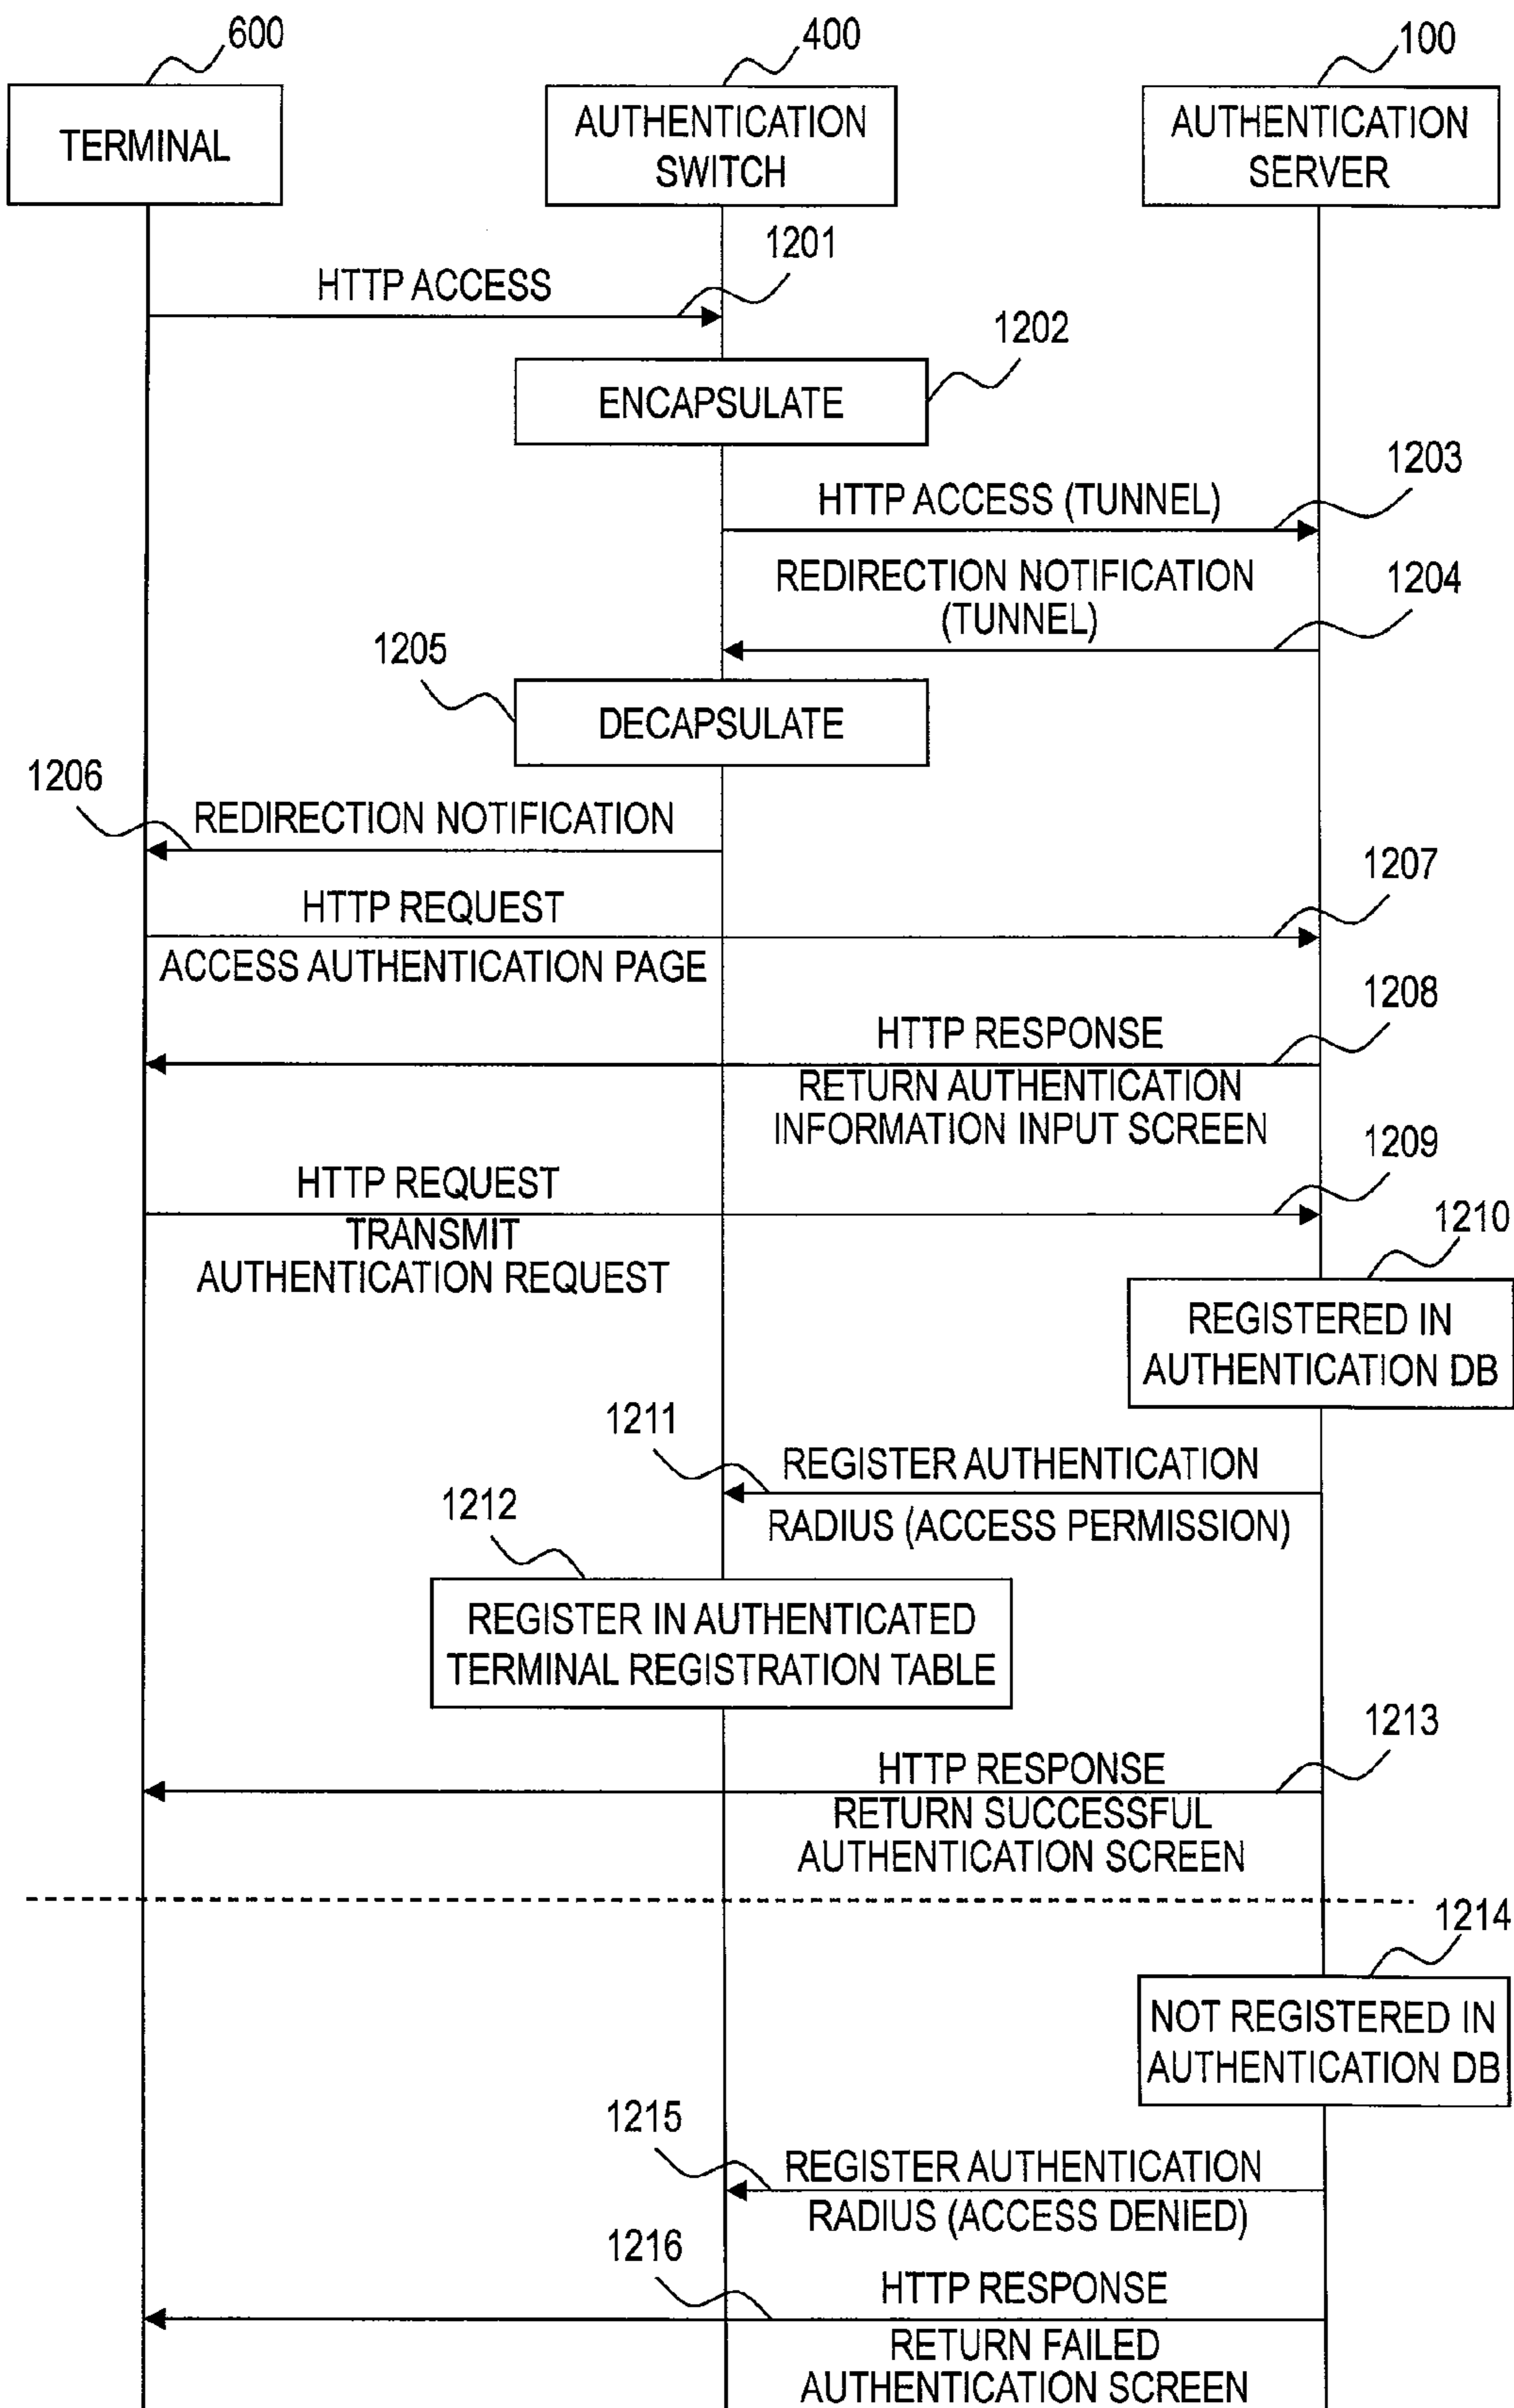 600
400
100
TERMINAL
AUTHENTICATION
SWITCH
AUTHENTICATION
SERVER
1201
HTTP ACCESS
1202
ENCAPSULATE
1203
HTTP ACCESS (TUNNEL)
1204
REDIRECTION NOTIFICATION
(TUNNEL)
1205
DECAPSULATE
1206
REDIRECTION NOTIFICATION
1207
HTTP REQUEST
ACCESS AUTHENTICATION PAGE
1208
HTTP RESPONSE
RETURN AUTHENTICATION
INFORMATION INPUT SCREEN
1209
HTTP REQUEST
TRANSMIT
AUTHENTICATION REQUEST
1210
REGISTERED IN
AUTHENTICATION DB
1211
REGISTER AUTHENTICATION
RADIUS (ACCESS PERMISSION)
1212
REGISTER IN AUTHENTICATED
TERMINAL REGISTRATION TABLE
1213
HTTP RESPONSE
RETURN SUCCESSFUL
AUTHENTICATION SCREEN
1214
NOT REGISTERED IN
AUTHENTICATION DB
1215
REGISTER AUTHENTICATION
RADIUS (ACCESS DENIED)
1216
HTTP RESPONSE
RETURN FAILED
AUTHENTICATION SCREEN